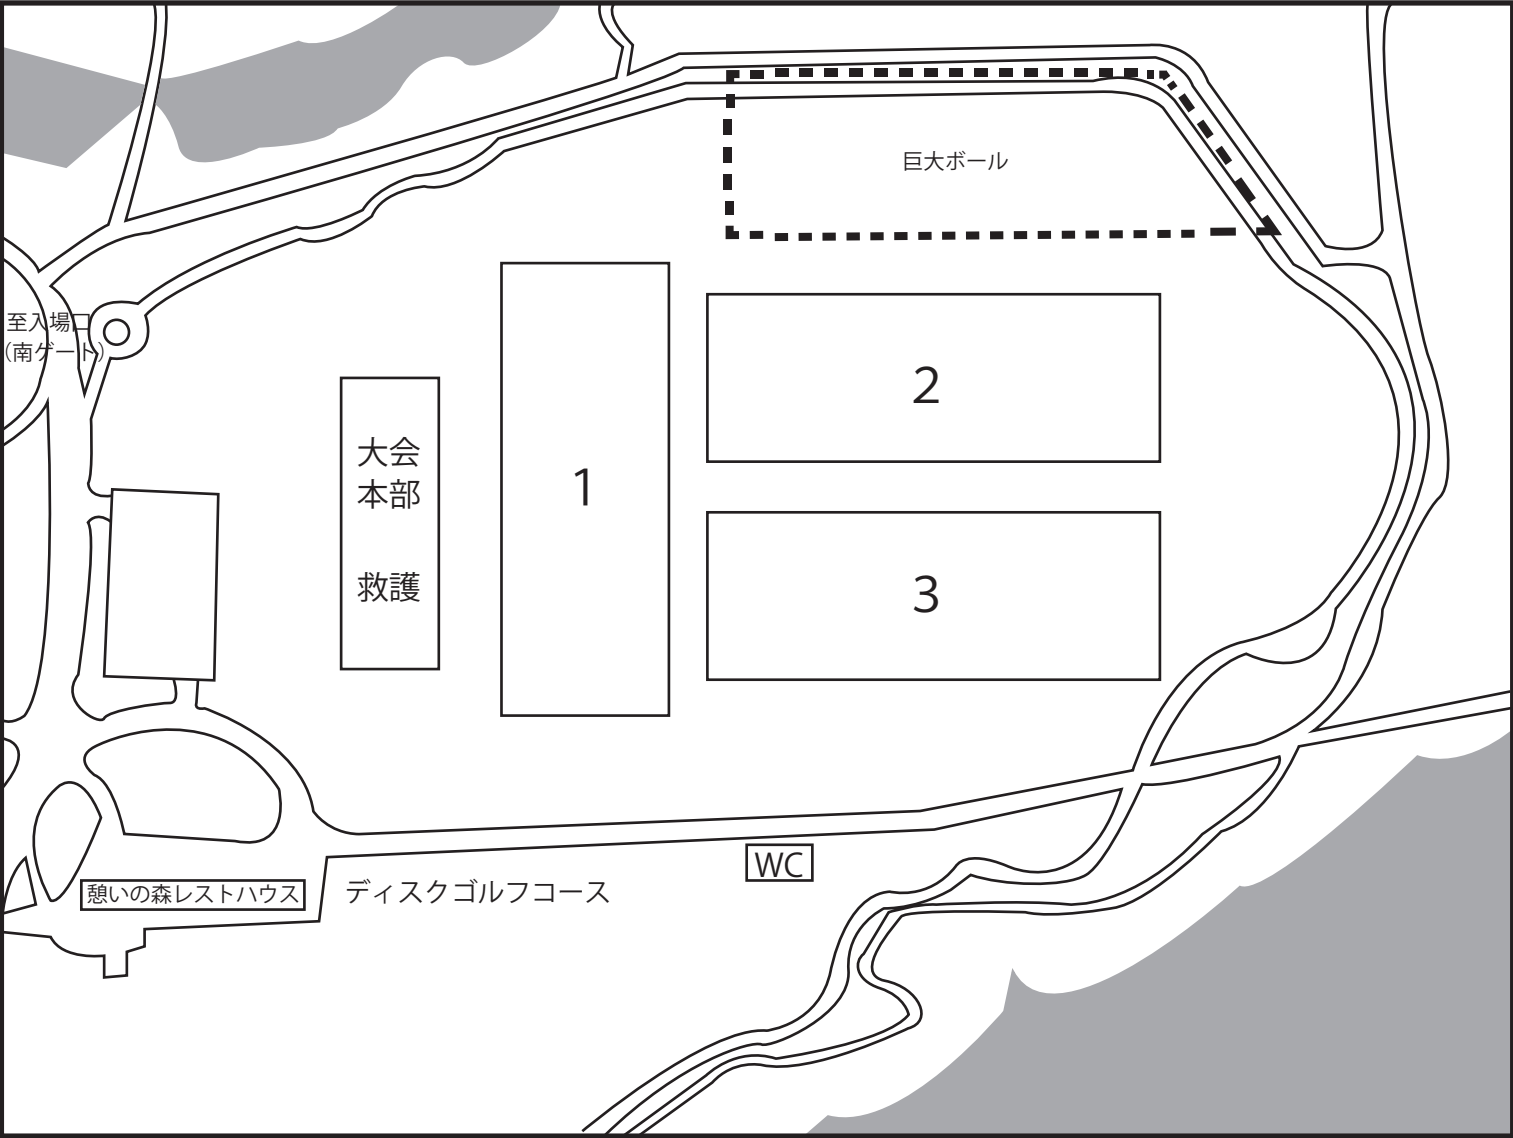 巨大ボール
至入場口
（南ゲート）
大会
本部
救護
1
2
3
WC
憩いの森レストハウス
ディスクゴルフコース